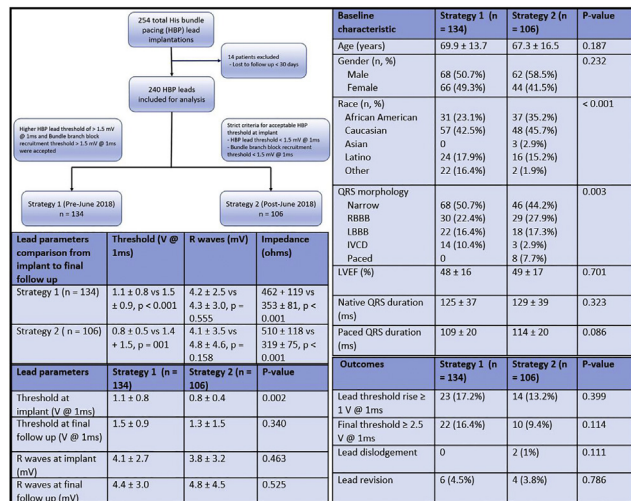 254 total His bundle
pacing (HBP) lead
implantations
14 patients excluded
- Lost to follow up < 30 days
240 HBP leads
included for analysis
Higher HBP lead threshold of > 1.5 mV
@ 1ms and Bundle branch block
recruitment threshold > 1.5 mV @ 1ms
were accepted
Strict criteria for acceptable HBP
threshold at implant
- HBP lead threshold < 1.5 mV @ 1ms
- Bundle branch block
recruitment threshold < 1.5 mV @ 1ms
Strategy 1 (Pre-June 2018)
n = 134
Strategy 2 (Post-June 2018)
n = 106
Lead parameters comparison from implant to final follow up | Threshold (V @ 1ms) | R waves (mV) | Impedance (ohms)
Strategy 1 (n = 134) | 1.1 ± 0.8 vs 1.5 ± 0.9, p < 0.001 | 4.2 ± 2.5 vs 4.3 ± 3.0, p = 0.555 | 462 + 119 vs 353 ± 81, p < 0.001
Strategy 2 ( n = 106) | 0.8 ± 0.5 vs 1.4 + 1.5, p = 001 | 4.1 ± 3.5 vs 4.8 ± 4.6, p = 0.158 | 510 ± 118 vs 319 ± 75, p < 0.001
Lead parameters | Strategy 1 (n = 134) | Strategy 2 (n = 106) | P-value
Threshold at implant (V @ 1ms) | 1.1 ± 0.8 | 0.8 ± 0.4 | 0.002
Threshold at final follow up (V @ 1ms) | 1.5 ± 0.9 | 1.3 ± 1.5 | 0.340
R waves at implant (mV) | 4.1 ± 2.7 | 3.8 ± 3.2 | 0.463
R waves at final follow up (mV) | 4.4 ± 3.0 | 4.8 ± 4.5 | 0.525
Baseline characteristic | Strategy 1 (n = 134) | Strategy 2 (n = 106) | P-value
Age (years) | 69.9 ± 13.7 | 67.3 ± 16.5 | 0.187
Gender (n, %) | 0.232
Male | 68 (50.7%) | 62 (58.5%)
Female | 66 (49.3%) | 44 (41.5%)
Race (n, %) | < 0.001
African American | 31 (23.1%) | 37 (35.2%)
Caucasian | 57 (42.5%) | 48 (45.7%)
Asian | 0 | 3 (2.9%)
Latino | 24 (17.9%) | 16 (15.2%)
Other | 22 (16.4%) | 2 (1.9%)
QRS morphology | 0.003
Narrow | 68 (50.7%) | 46 (44.2%)
RBBB | 30 (22.4%) | 29 (27.9%)
LBBB | 22 (16.4%) | 18 (17.3%)
IVCD | 14 (10.4%) | 3 (2.9%)
Paced | 0 | 8 (7.7%)
LVEF (%) | 48 ± 16 | 49 ± 17 | 0.701
Native QRS duration (ms) | 125 ± 37 | 129 ± 39 | 0.323
Paced QRS duration (ms) | 109 ± 20 | 114 ± 20 | 0.086
Outcomes | Strategy 1 (n = 134) | Strategy 2 (n = 106) | P-value
Lead threshold rise ≥ 1 V @ 1ms | 23 (17.2%) | 14 (13.2%) | 0.399
Final threshold ≥ 2.5 V @ 1ms | 22 (16.4%) | 10 (9.4%) | 0.114
Lead dislodgement | 0 | 2 (1%) | 0.111
Lead revision | 6 (4.5%) | 4 (3.8%) | 0.786